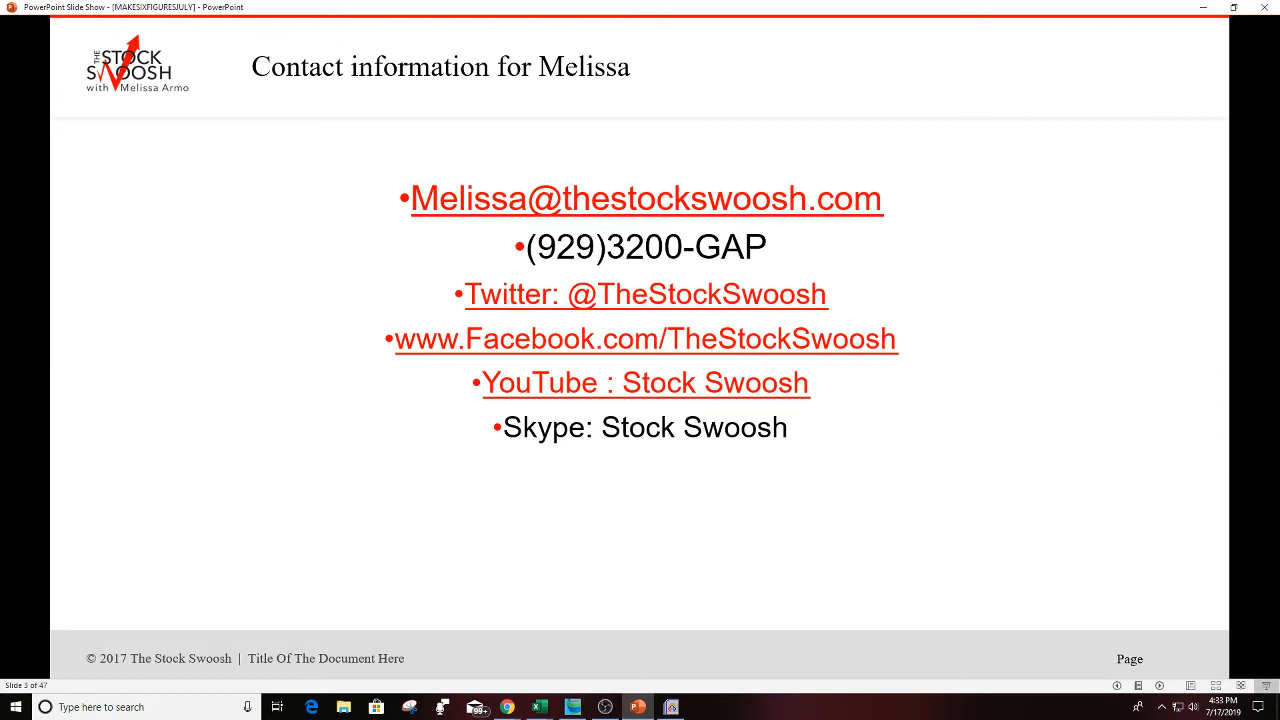 PowerPoint Slide Show - [MAKESIXFIGURESJULY] - PowerPoint
THE STOCK
SWOOSH
with Melissa Armo
Contact information for Melissa
•Melissa@thestockswoosh.com
•(929)3200-GAP
•Twitter: @TheStockSwoosh
•www.Facebook.com/TheStockSwoosh
•YouTube : Stock Swoosh
•Skype: Stock Swoosh
© 2017 The Stock Swoosh | Title Of The Document Here
Page
Slide 3 of 47
Type here to search
99+
4:33 PM
7/17/2019